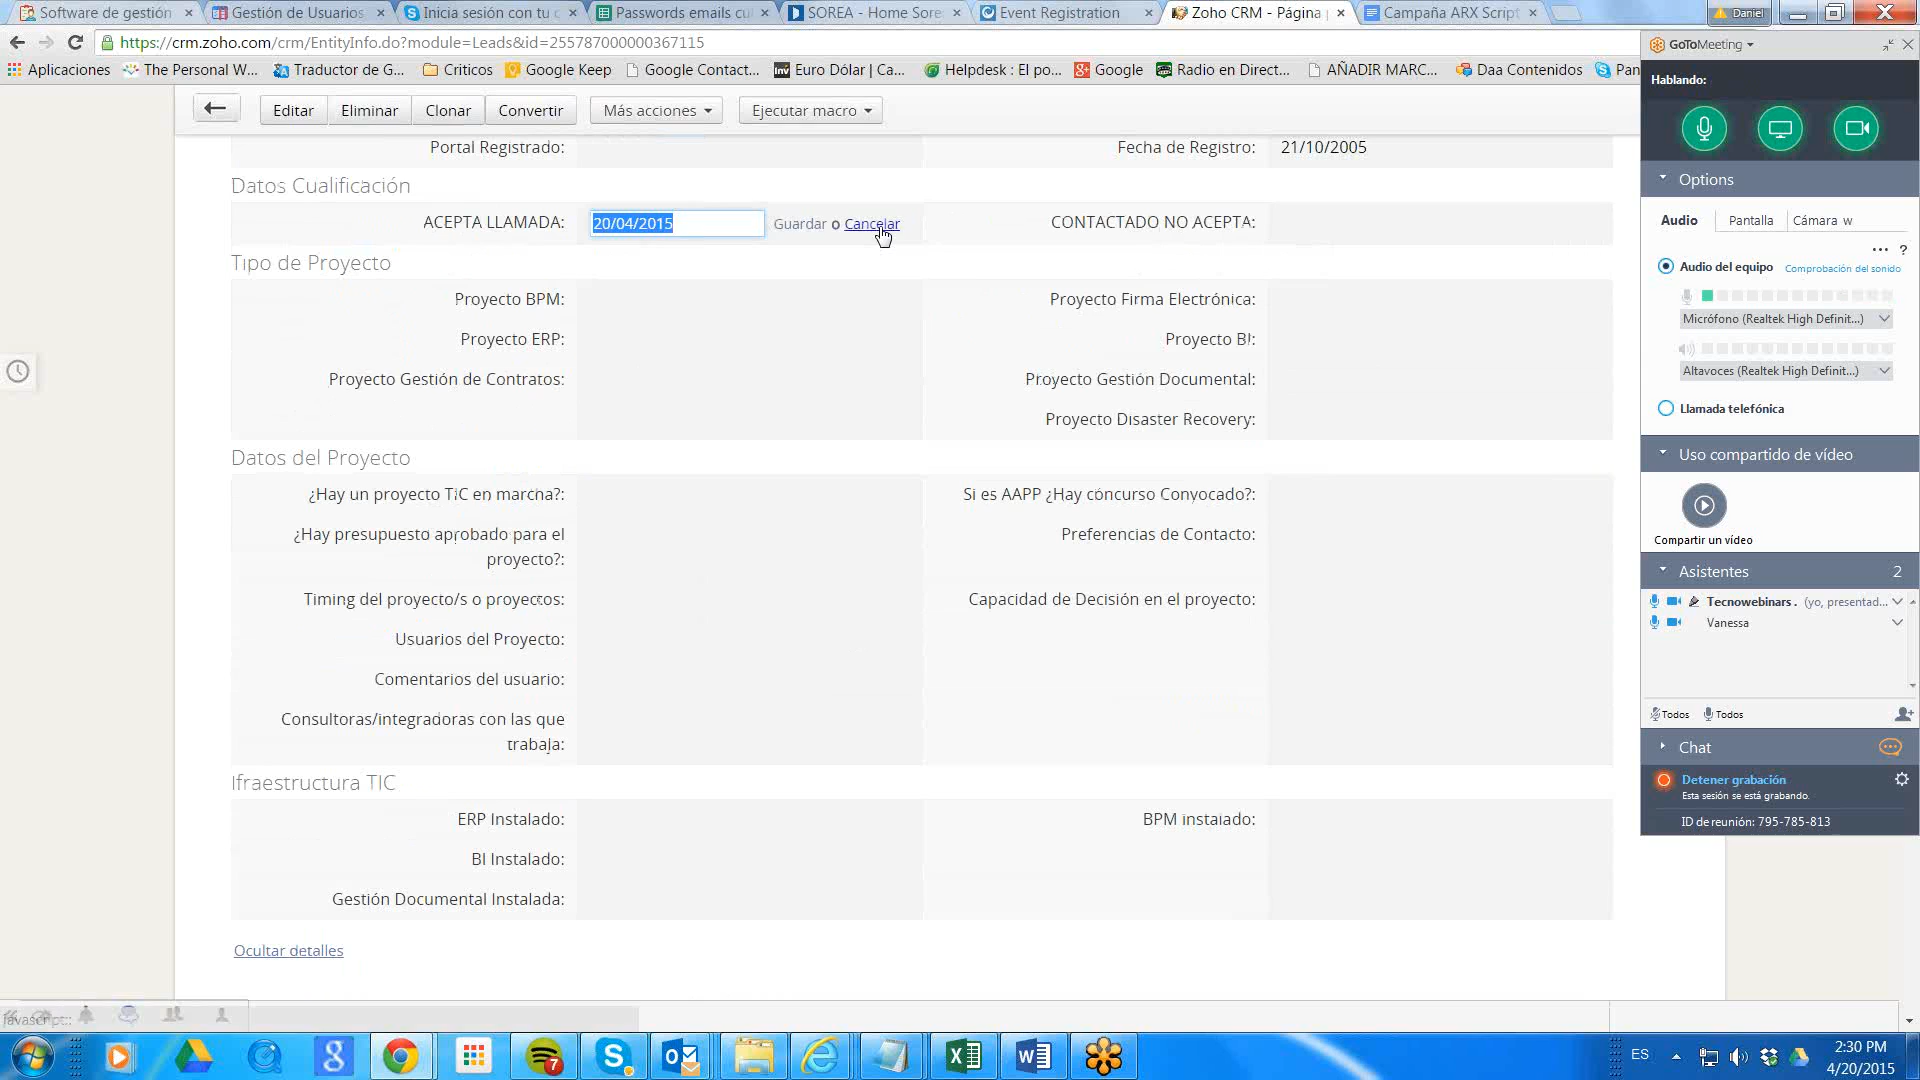 Software de gestión
Gestión de Usuarios
Inicia sesión con tu c
Passwords emails cu
SOREA - Home Sore
Event Registration
Zoho CRM - Página
Campaña ARX Script
Daniel
https://crm.zoho.com/crm/EntityInfo.do?module=Leads&id=255787000000367115
Aplicaciones
The Personal W...
Traductor de G...
Criticos
Google Keep
Google Contact...
Euro Dólar | Ca...
Helpdesk : El po...
Google
Radio en Direct...
AÑADIR MARC...
Daa Contenidos
Pan
Editar
Eliminar
Clonar
Convertir
Más acciones
Ejecutar macro
Portal Registrado:
Fecha de Registro: 21/10/2005
Datos Cualificación
ACEPTA LLAMADA: 20/04/2015 Guardar o Cancelar
CONTACTADO NO ACEPTA:
Tipo de Proyecto
Proyecto BPM:
Proyecto Firma Electrónica:
Proyecto ERP:
Proyecto BI:
Proyecto Gestión de Contratos:
Proyecto Gestión Documental:
Proyecto Disaster Recovery:
Datos del Proyecto
¿Hay un proyecto TIC en marcha?:
Si es AAPP ¿Hay concurso Convocado?:
¿Hay presupuesto aprobado para el
proyecto?:
Preferencias de Contacto:
Timing del proyecto/s o proyectos:
Capacidad de Decisión en el proyecto:
Usuarios del Proyecto:
Comentarios del usuario:
Consultoras/integradoras con las que
trabaja:
Ifraestructura TIC
ERP Instalado:
BPM instalado:
BI Instalado:
Gestión Documental Instalada:
Ocultar detalles
javascript:;
GoToMeeting
Hablando:
Options
Audio
Pantalla
Cámara w
... ?
Audio del equipo
Comprobación del sonido
Micrófono (Realtek High Definit...)
Altavoces (Realtek High Definit...)
Llamada telefónica
Uso compartido de vídeo
Compartir un vídeo
Asistentes 2
Tecnowebinars . (yo, presentad...
Vanessa
Todos
Todos
Chat
Detener grabación
Esta sesión se está grabando.
ID de reunión: 795-785-813
ES
2:30 PM
4/20/2015